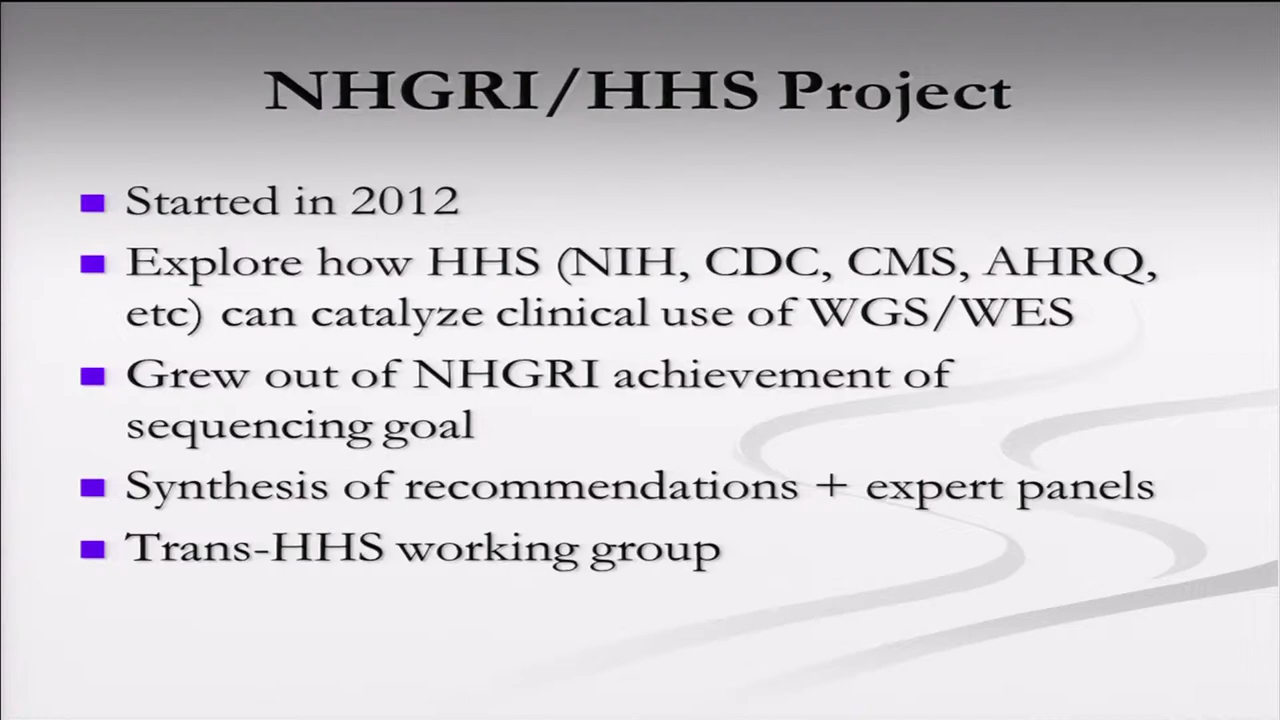 NHGRI/HHS Project
Started in 2012
Explore how HHS (NIH, CDC, CMS, AHRQ,
etc) can catalyze clinical use of WGS/WES
Grew out of NHGRI achievement of
sequencing goal
Synthesis of recommendations + expert panels
Trans-HHS working group